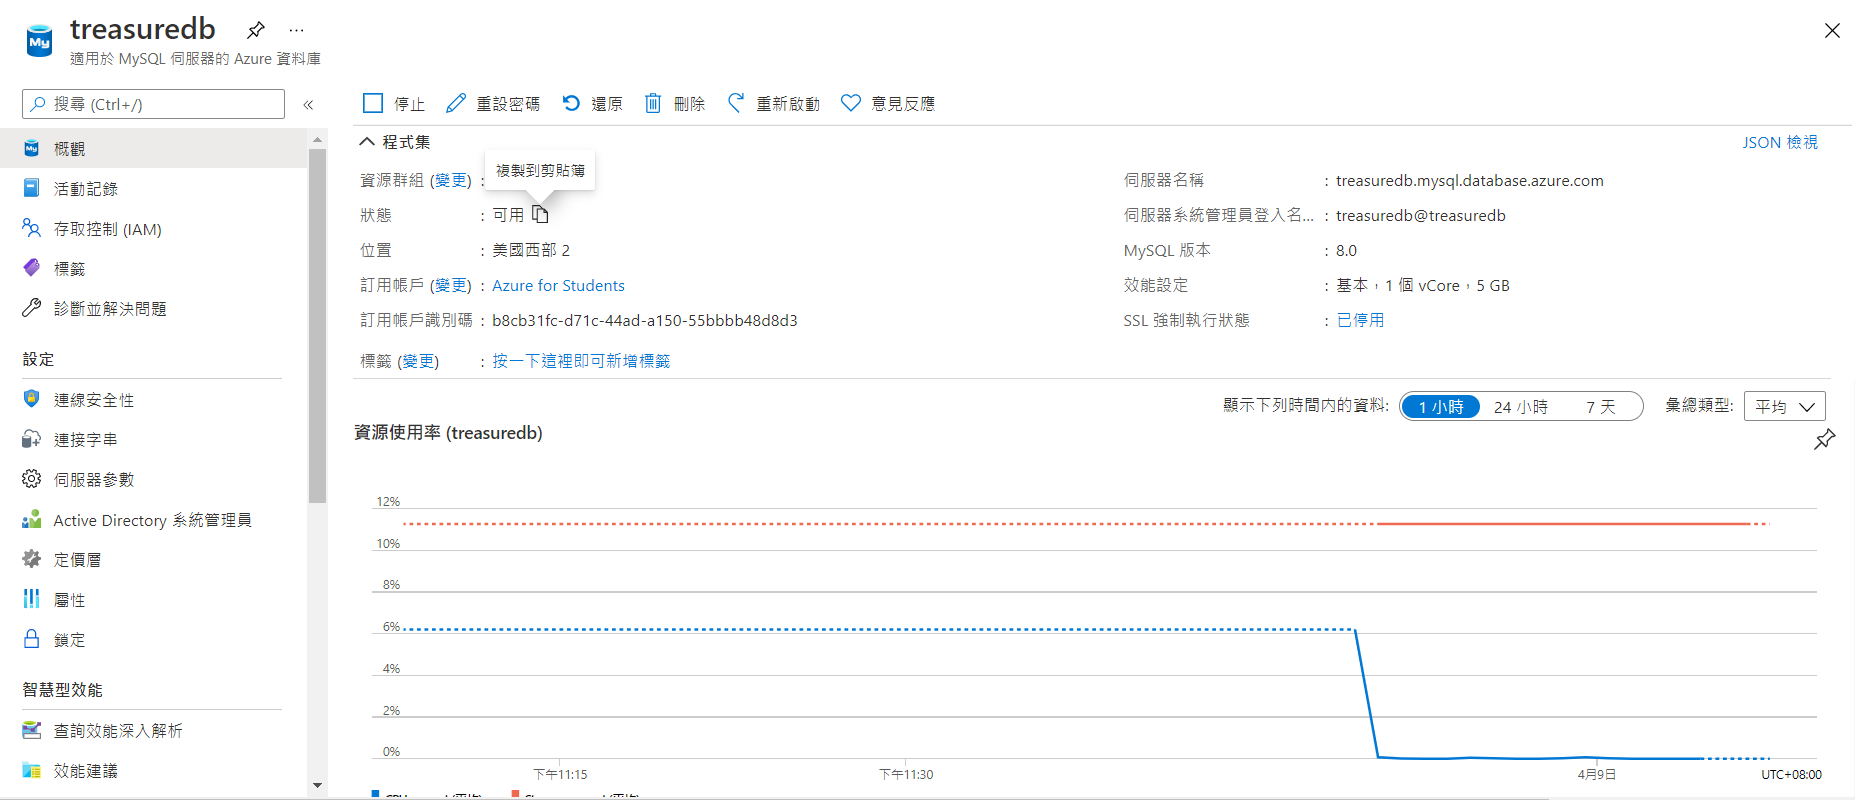 treasuredb
適用於 MySQL 伺服器的 Azure 資料庫
搜尋 (Ctrl+/)
概觀
活動記錄
存取控制 (IAM)
標籤
診斷並解決問題
設定
連線安全性
連接字串
伺服器參數
Active Directory 系統管理員
定價層
屬性
鎖定
智慧型效能
查詢效能深入解析
效能建議
停止 重設密碼 還原 刪除 重新啟動 意見反應
程式集
JSON 檢視
複製到剪貼簿
資源群組 (變更) :
狀態 : 可用
位置 : 美國西部 2
訂用帳戶 (變更) : Azure for Students
訂用帳戶識別碼 : b8cb31fc-d71c-44ad-a150-55bbbb48d8d3
標籤 (變更) : 按一下這裡即可新增標籤
伺服器名稱 : treasuredb.mysql.database.azure.com
伺服器系統管理員登入名... : treasuredb@treasuredb
MySQL 版本 : 8.0
效能設定 : 基本，1 個 vCore，5 GB
SSL 強制執行狀態 : 已停用
顯示下列時間內的資料: 1 小時 24 小時 7 天 彙總類型: 平均
資源使用率 (treasuredb)
12%
10%
8%
6%
4%
2%
0%
下午11:15 下午11:30 4月9日 UTC+08:00